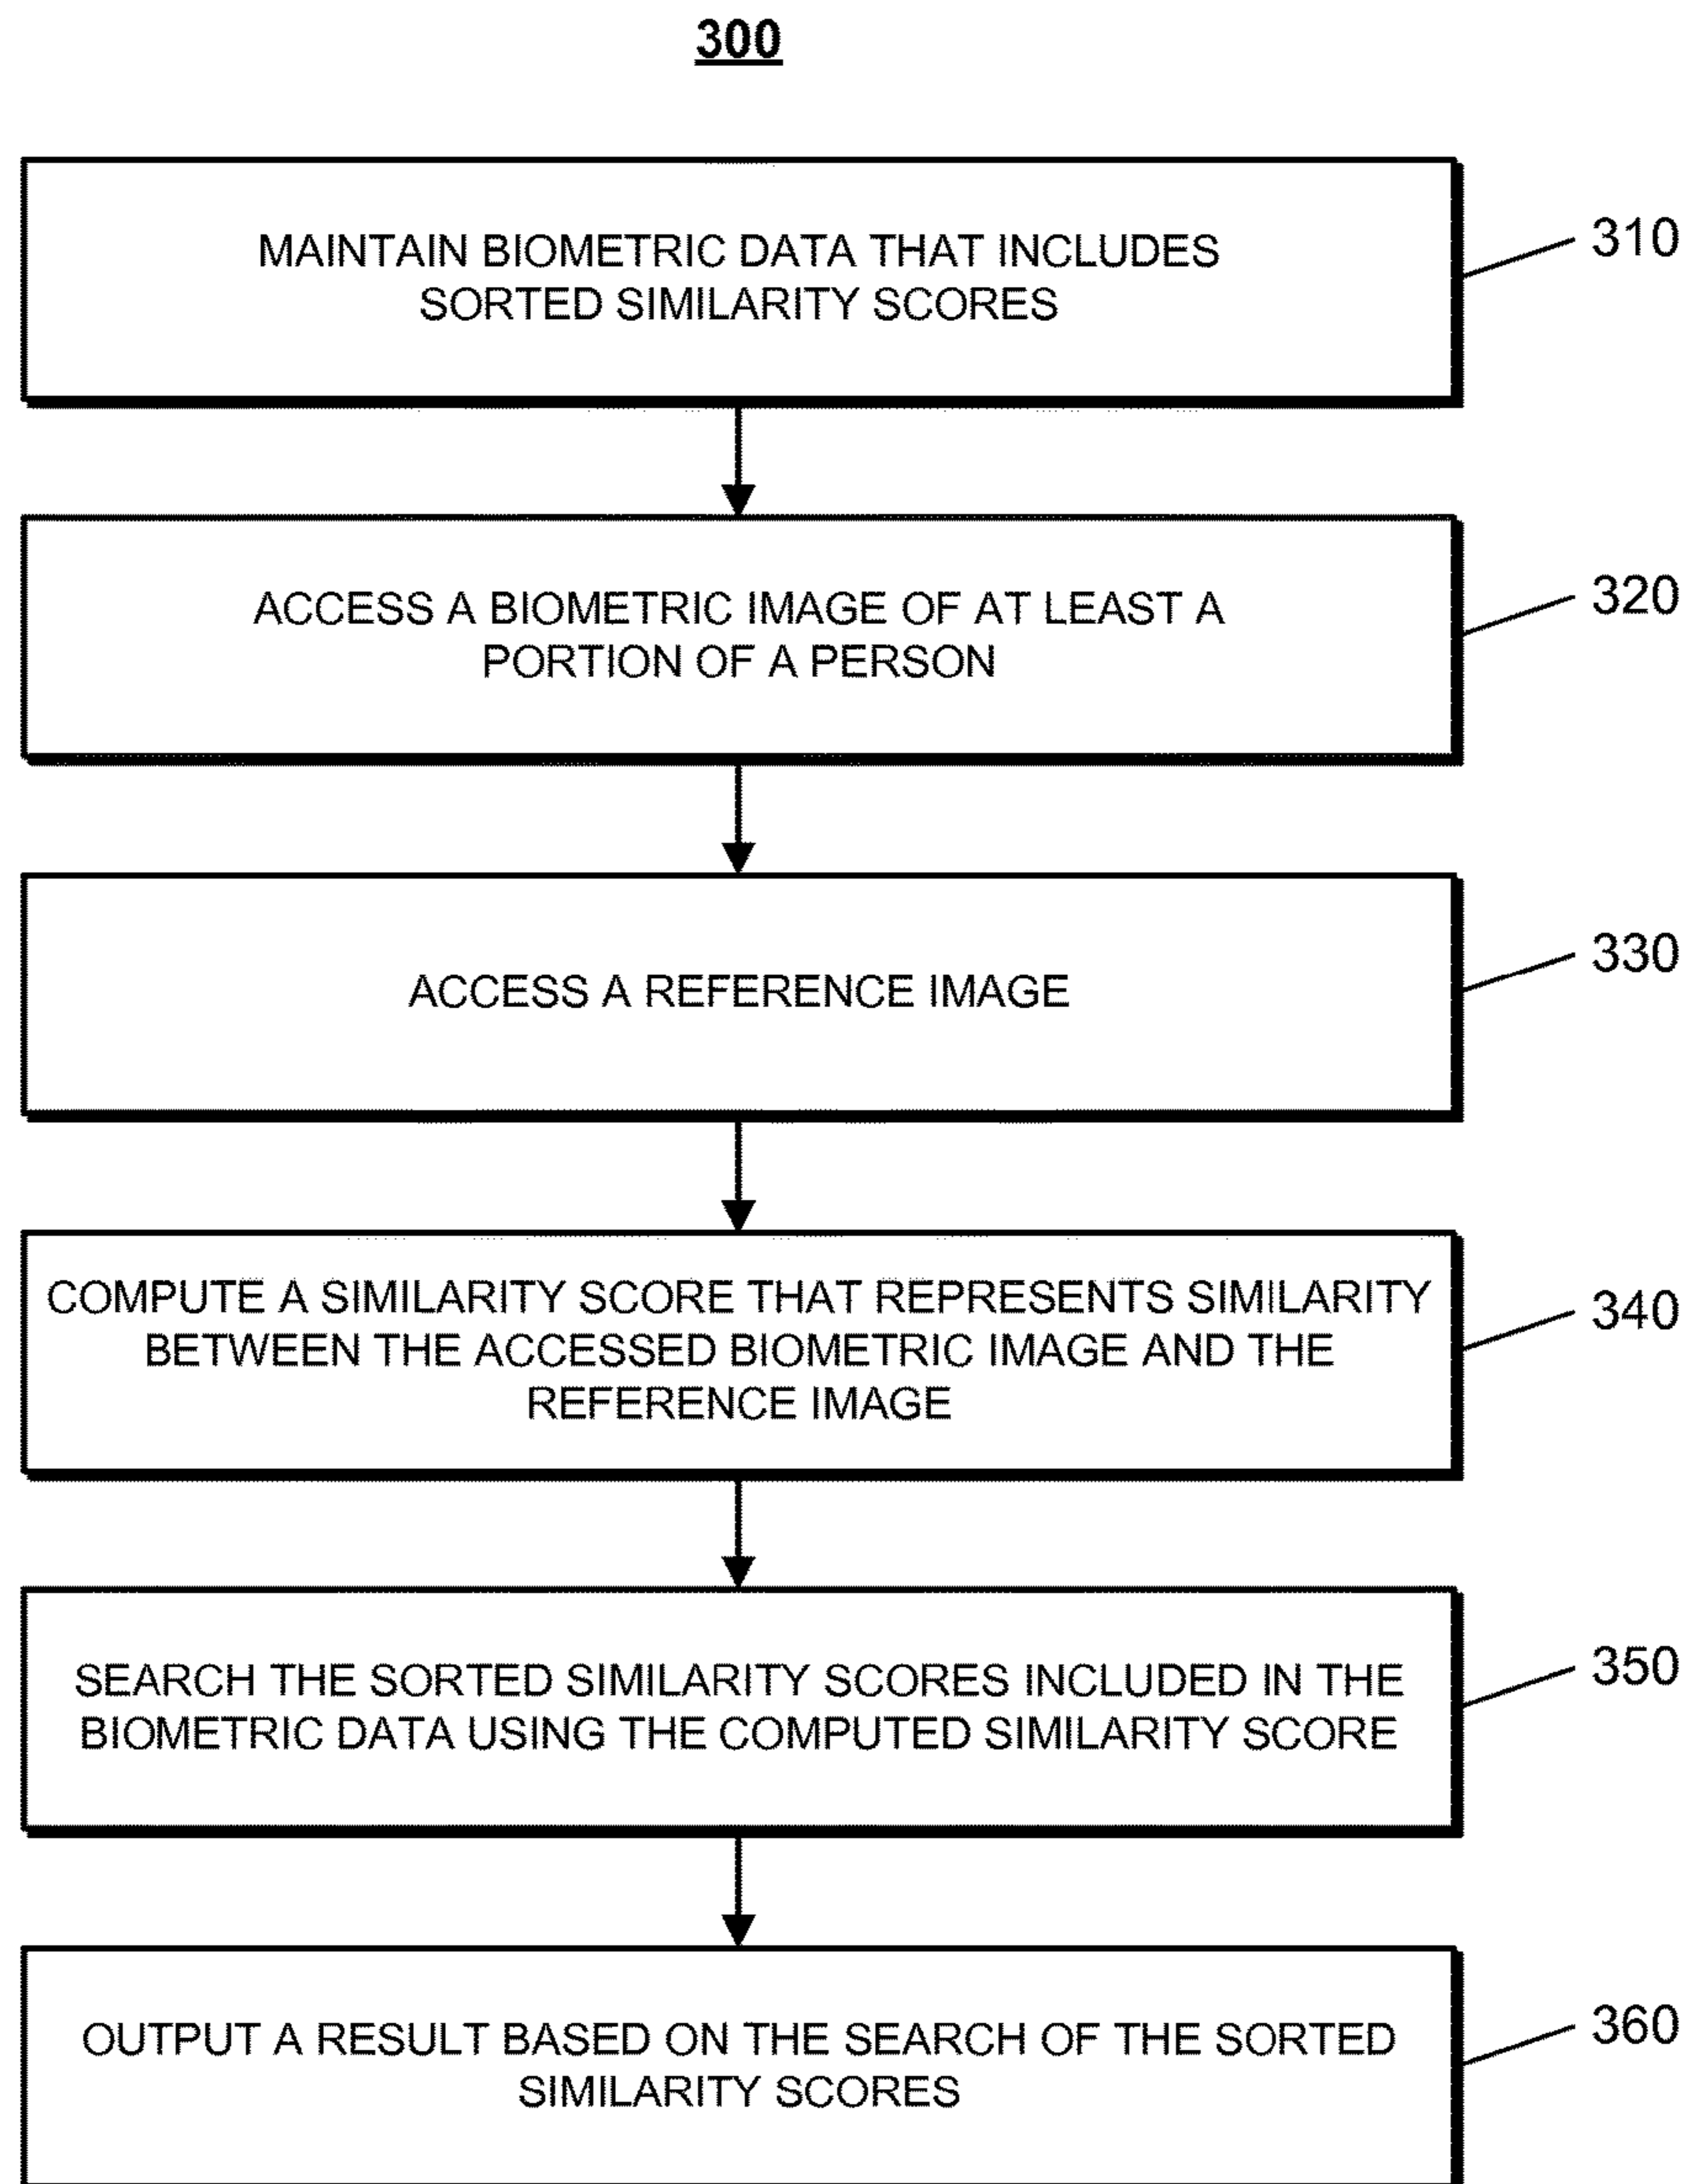 300
MAINTAIN BIOMETRIC DATA THAT INCLUDES
SORTED SIMILARITY SCORES
310
ACCESS A BIOMETRIC IMAGE OF AT LEAST A
PORTION OF A PERSON
320
ACCESS A REFERENCE IMAGE
330
COMPUTE A SIMILARITY SCORE THAT REPRESENTS SIMILARITY
BETWEEN THE ACCESSED BIOMETRIC IMAGE AND THE
REFERENCE IMAGE
340
SEARCH THE SORTED SIMILARITY SCORES INCLUDED IN THE
BIOMETRIC DATA USING THE COMPUTED SIMILARITY SCORE
350
OUTPUT A RESULT BASED ON THE SEARCH OF THE SORTED
SIMILARITY SCORES
360